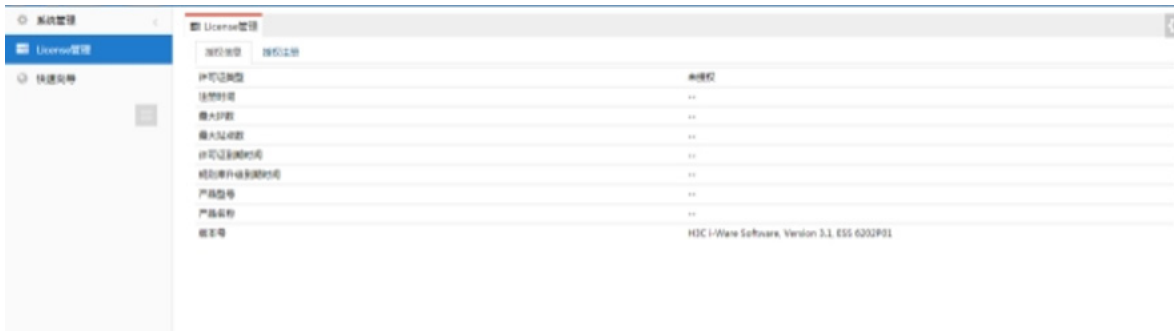 系统管理
License管理
快速向导
License管理
授权信息 授权注册
许可证类型 未授权
注册时间 --
最大IP数 --
最大站点数 --
许可证到期时间 --
规则库升级到期时间 --
产品型号 --
产品名称 --
版本号 H3C i-Ware Software, Version 3.1, ESS 6202P01